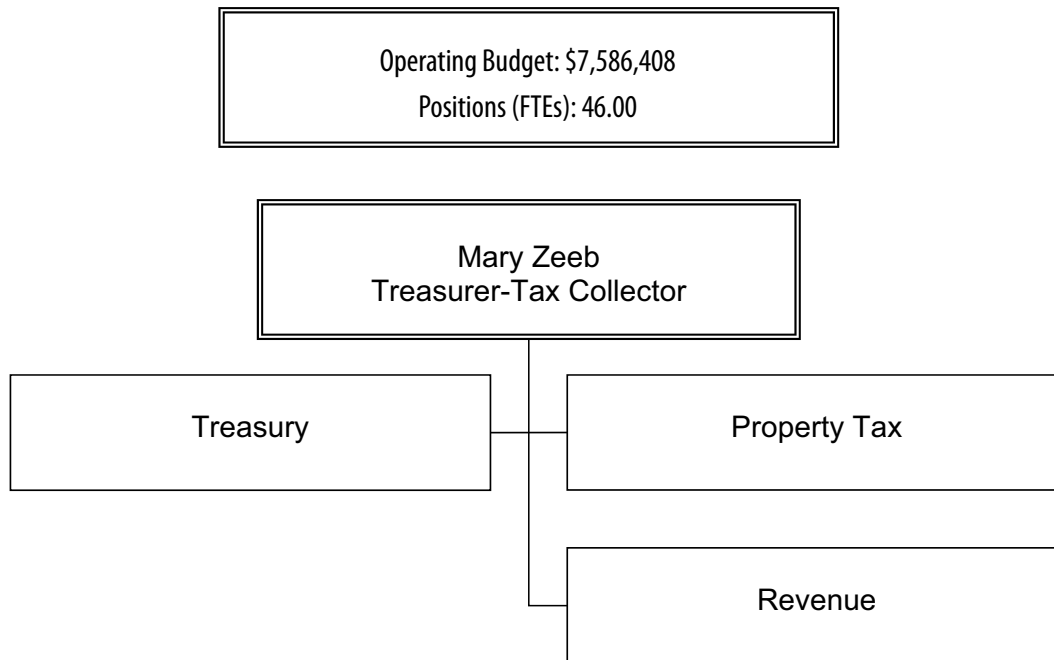 Operating Budget: $7,586,408
Positions (FTEs): 46.00
Mary Zeeb
Treasurer-Tax Collector
Treasury
Property Tax
Revenue